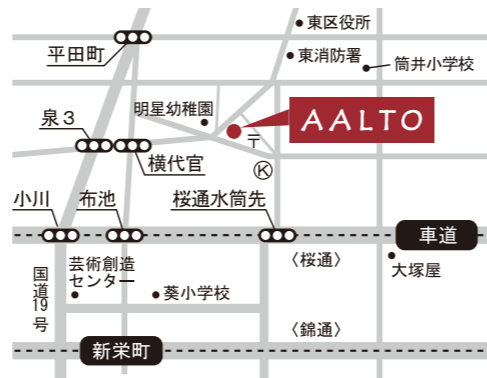 東区役所
平田町
東消防署
筒井小学校
明星幼稚園
AALTO
泉3
〒
横代官
Ⓚ
小川
布池
桜通水筒先
車道
〈桜通〉
大塚屋
国道19号
芸術創造
センター
葵小学校
〈錦通〉
新栄町